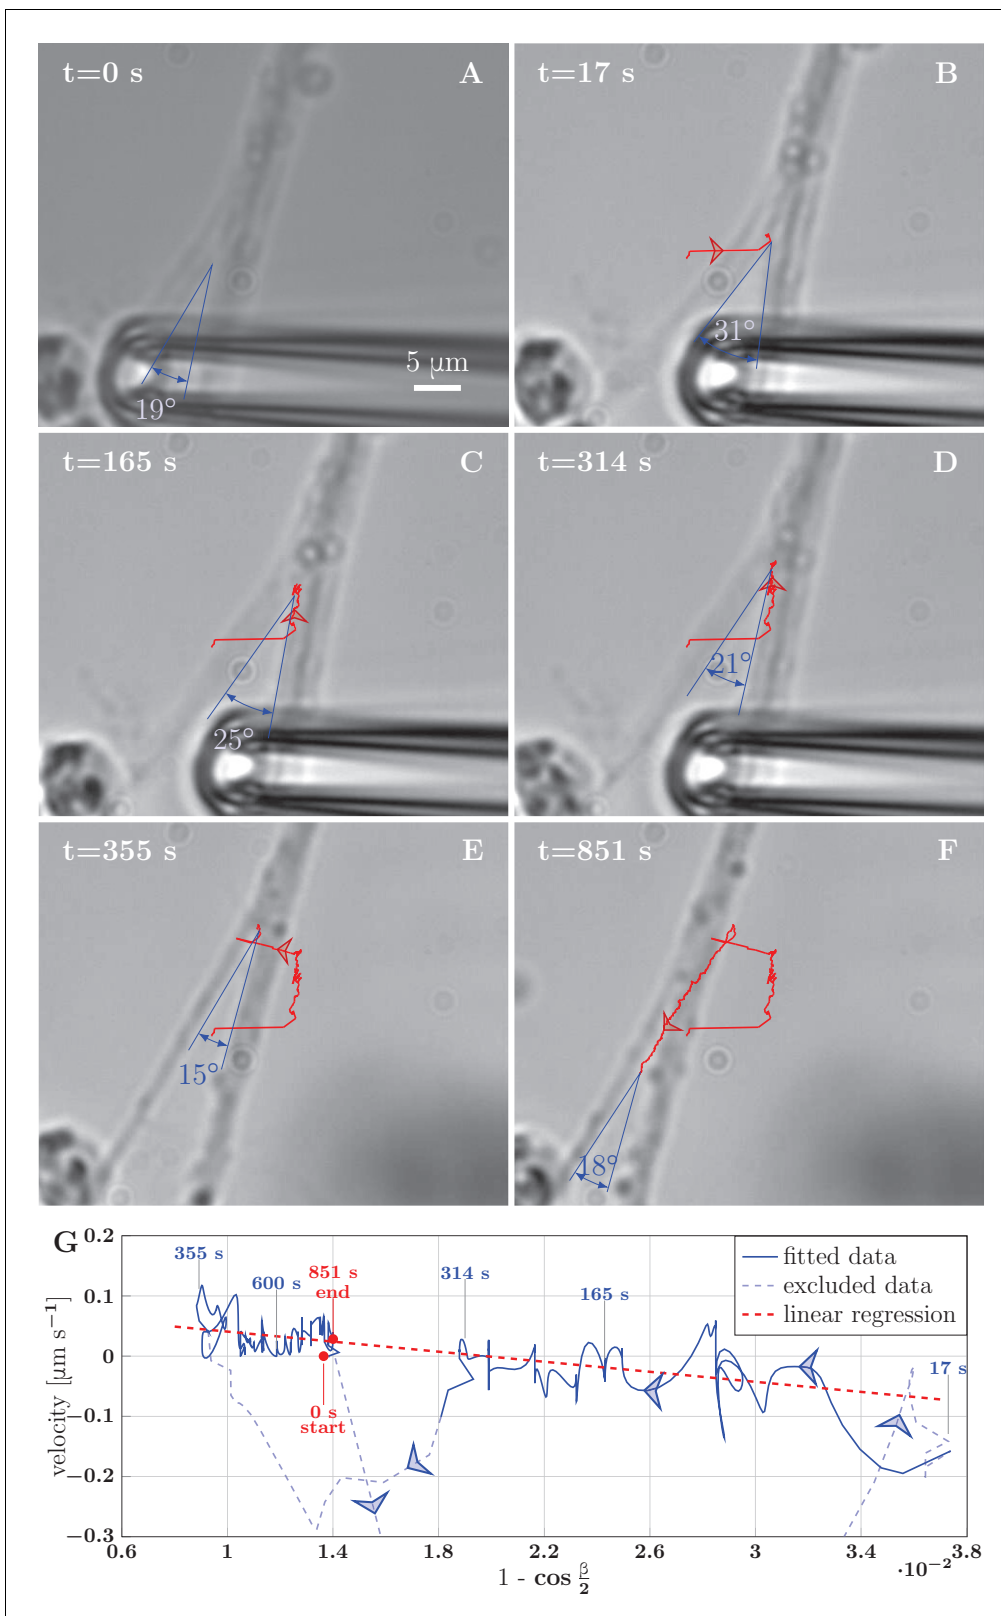 t=0 s
A
19°
5 µm
t=17 s
B
31°
t=165 s
C
25°
t=314 s
D
21°
t=355 s
E
15°
t=851 s
F
18°
G
velocity [µm s⁻¹]
0.2
0.1
0
−0.1
−0.2
−0.3
355 s
600 s
851 s
end
0 s
start
314 s
165 s
17 s
fitted data
excluded data
linear regression
0.6
1
1.4
1.8
2.2
2.6
3
3.4
3.8
·10⁻²
1 - cos β/2